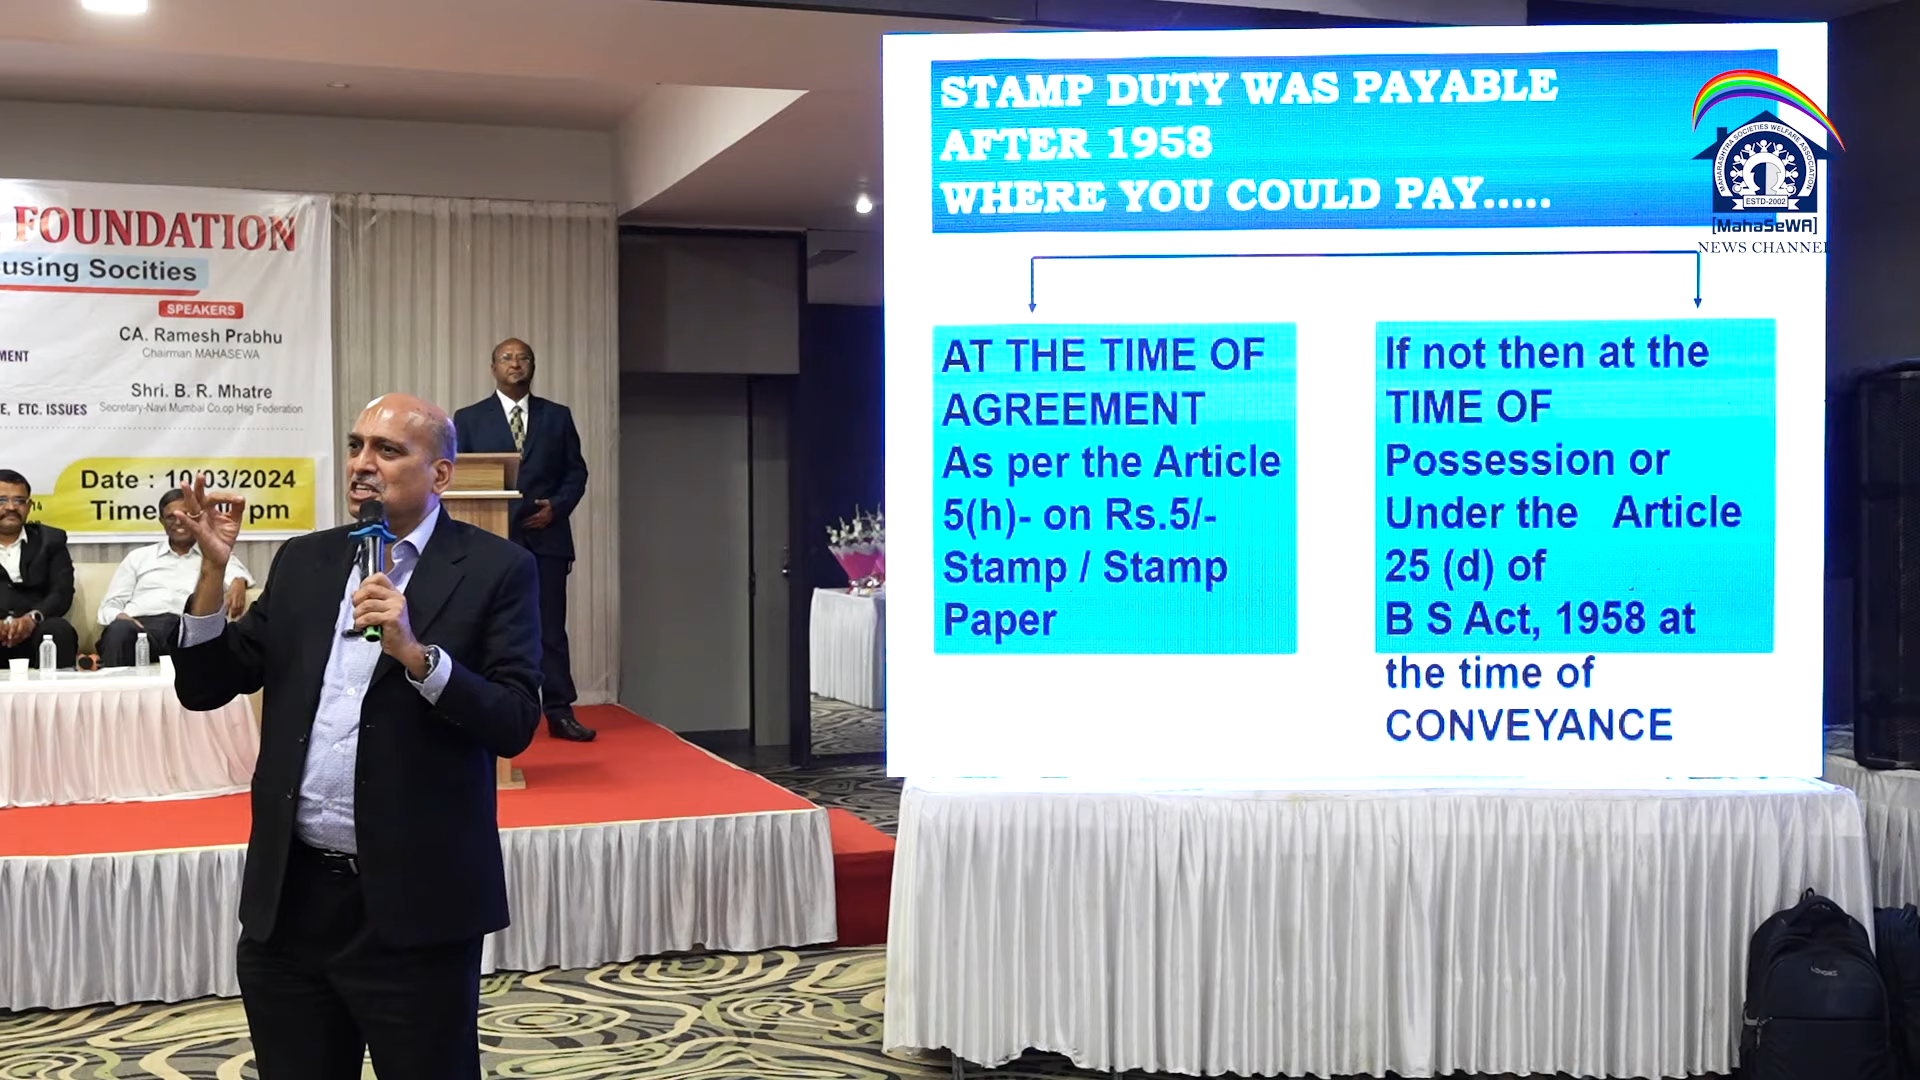 FOUNDATION
using Socities
SPEAKERS
CA. Ramesh Prabhu
Chairman MAHASEWA
MENT
Shri. B. R. Mhatre
E, ETC. ISSUES
Secretary-Navi Mumbai Co.op Hsg Federation
Date : 10/03/2024
Time pm
STAMP DUTY WAS PAYABLE
AFTER 1958
WHERE YOU COULD PAY.....
AT THE TIME OF
AGREEMENT
As per the Article
5(h)- on Rs.5/-
Stamp / Stamp
Paper
If not then at the
TIME OF
Possession or
Under the Article
25 (d) of
B S Act, 1958 at
the time of
CONVEYANCE
MAHARASHTRA SOCIETIES WELFARE ASSOCIATION
ESTD-2002
[MahaSeWA]
NEWS CHANNEL